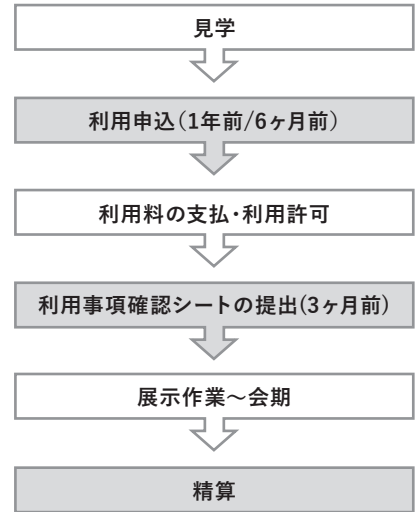 見学
利用申込(1年前/6ヶ月前)
利用料の支払・利用許可
利用事項確認シートの提出(3ヶ月前)
展示作業〜会期
精算